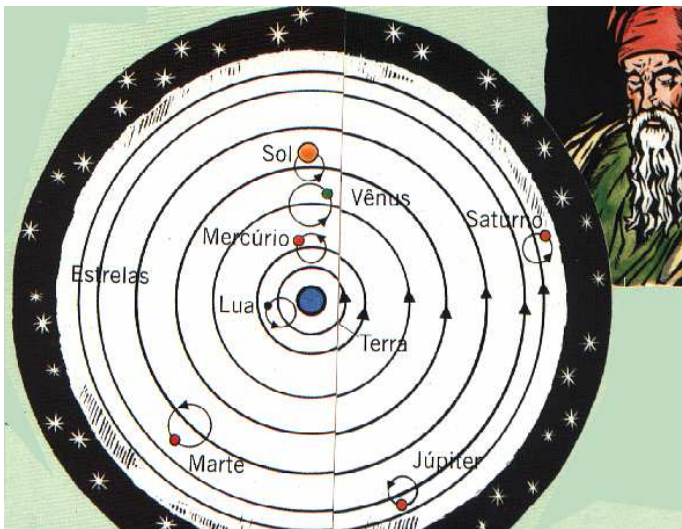 Sol
Vênus
Saturno
Mercúrio
Estrelas
Lua
Terra
Marte
Júpiter